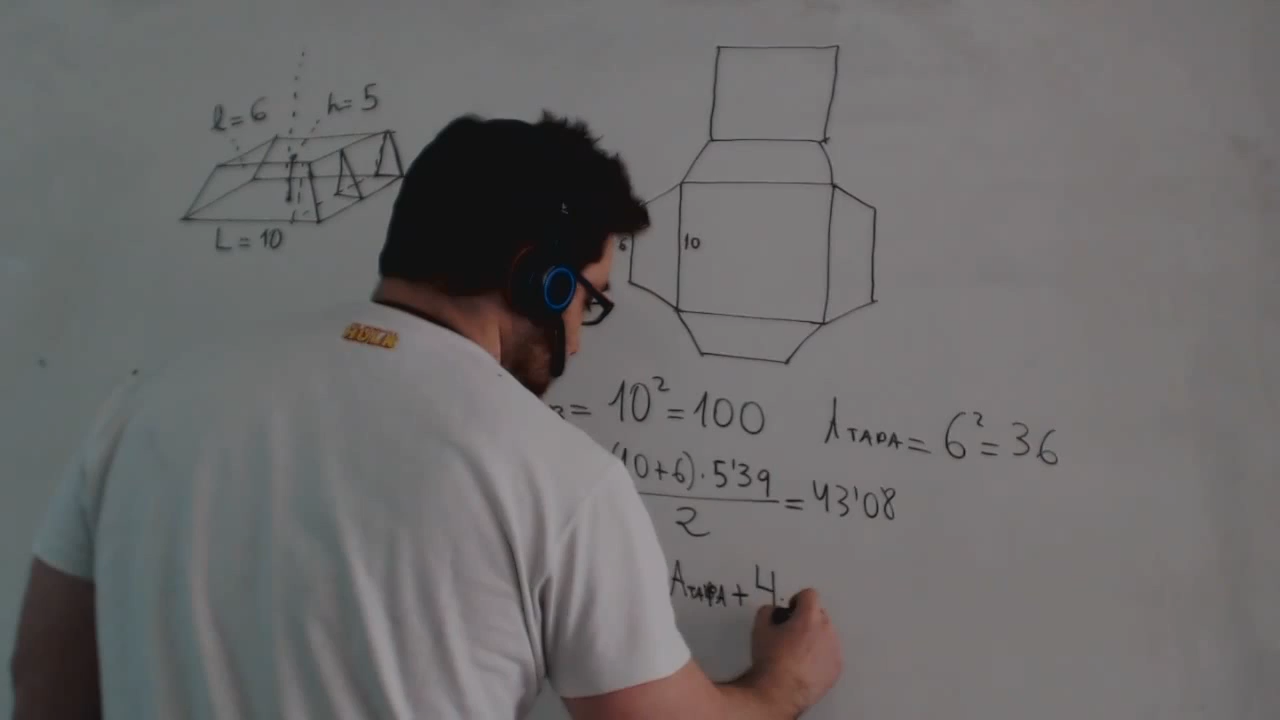 l=6
h=5
L=10
6
10
= 10²=100
A TAPA= 6²=36
(10+6)·5'39
2
=43'08
A TAPA + 4·